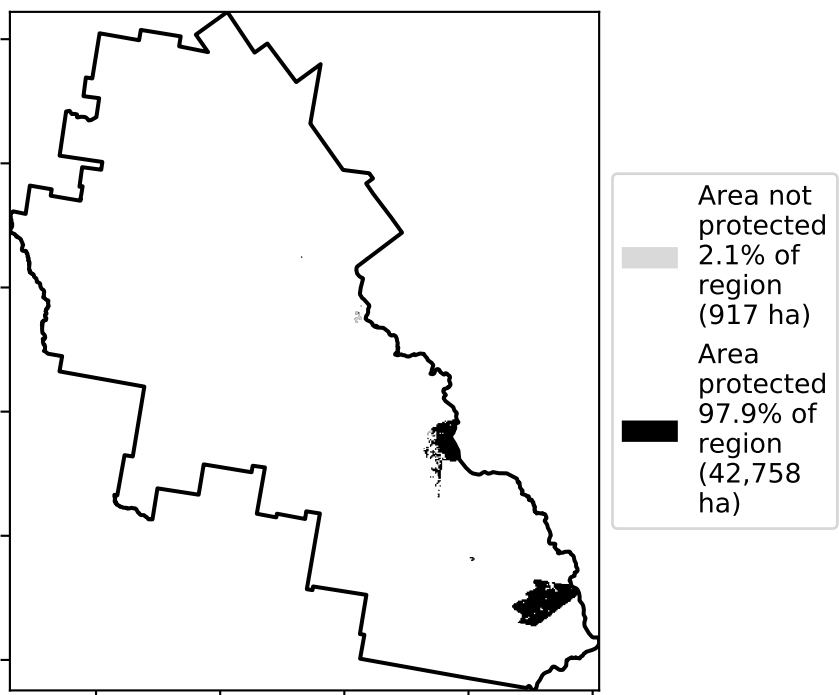 Area not
protected
2.1% of
region
(917 ha)
Area
protected
97.9% of
region
(42,758
ha)